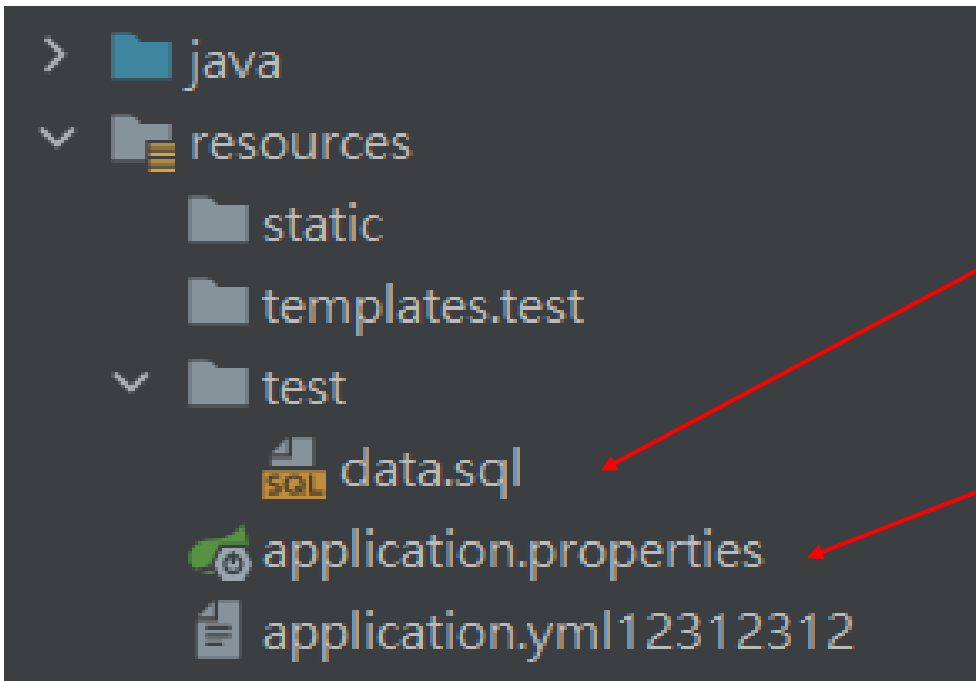 java
resources
static
templates.test
test
SQL data.sql
application.properties
application.yml12312312